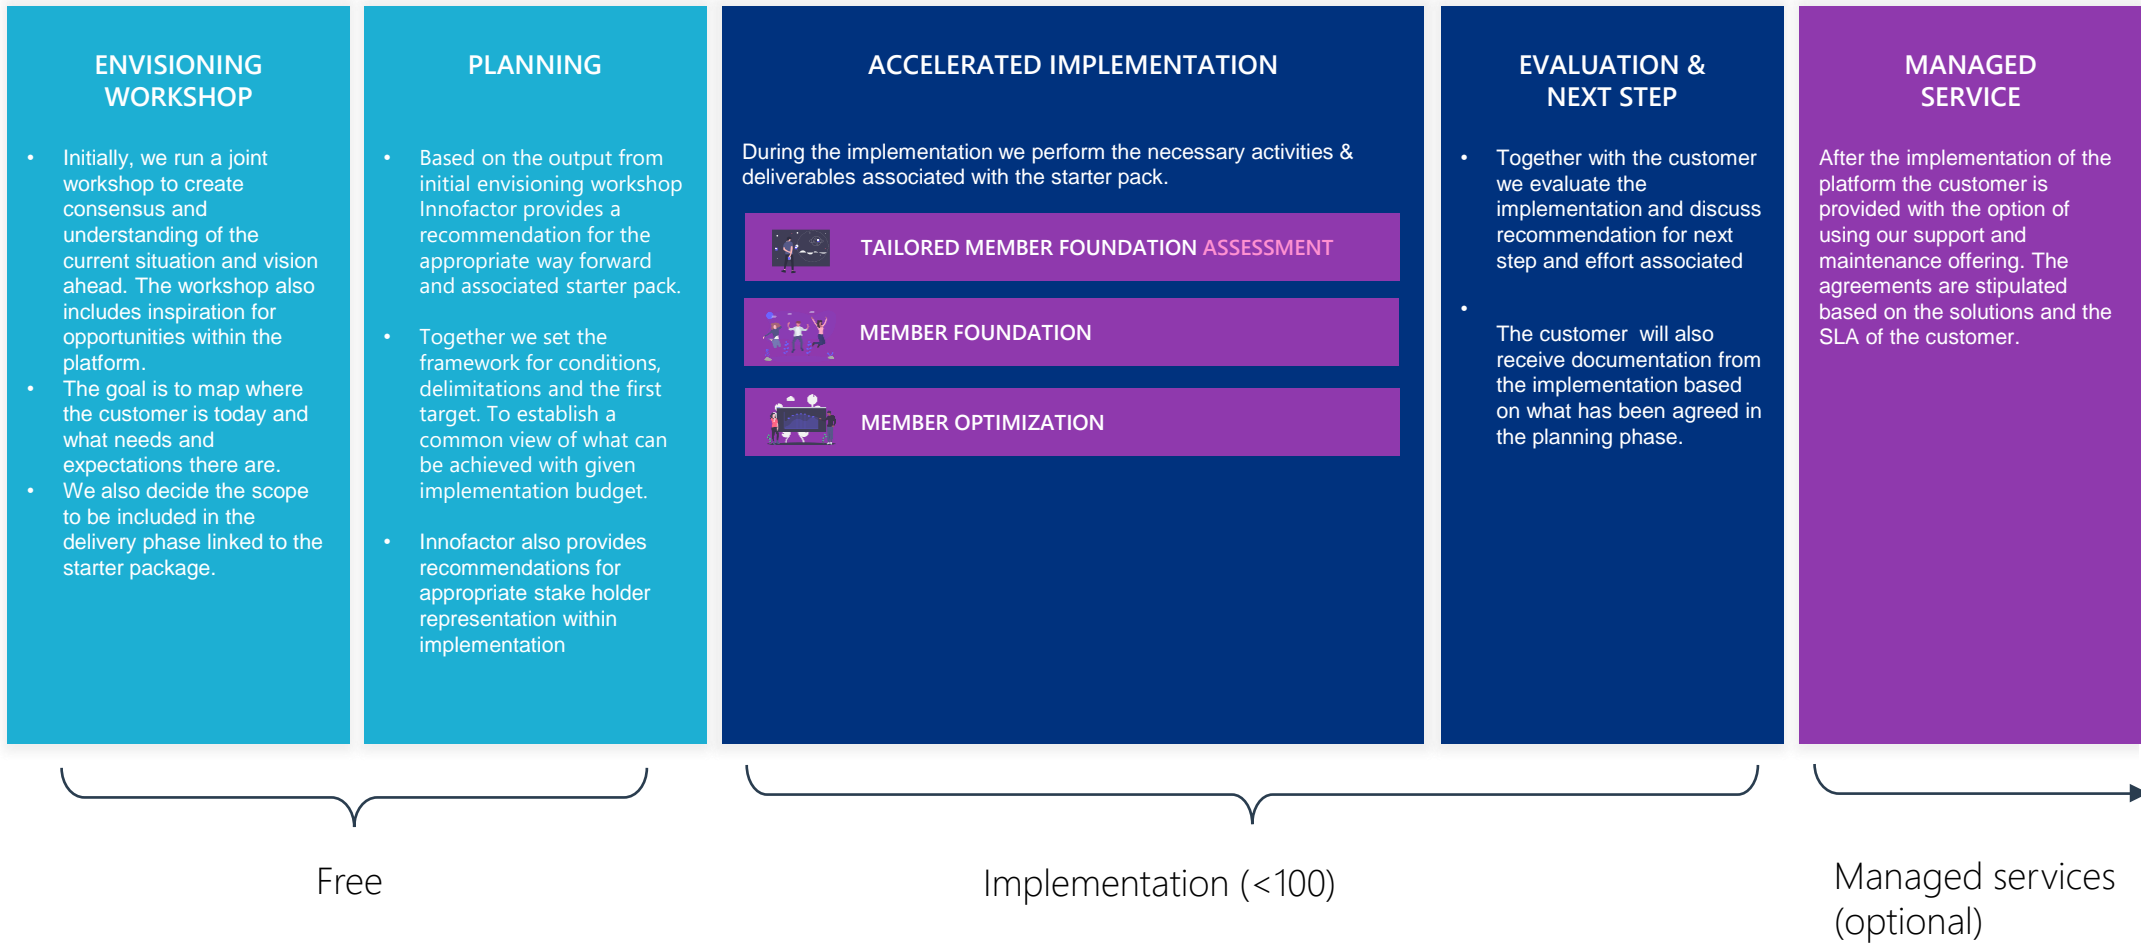 ENVISIONING
WORKSHOP
• Initially, we run a joint
workshop to create
consensus and
understanding of the
current situation and vision
ahead. The workshop also
includes inspiration for
opportunities within the
platform.
• The goal is to map where
the customer is today and
what needs and
expectations there are.
• We also decide the scope
to be included in the
delivery phase linked to the
starter package.
PLANNING
• Based on the output from
initial envisioning workshop
Innofactor provides a
recommendation for the
appropriate way forward
and associated starter pack.
• Together we set the
framework for conditions,
delimitations and the first
target. To establish a
common view of what can
be achieved with given
implementation budget.
• Innofactor also provides
recommendations for
appropriate stake holder
representation within
implementation
ACCELERATED IMPLEMENTATION
During the implementation we perform the necessary activities &
deliverables associated with the starter pack.
TAILORED MEMBER FOUNDATION ASSESSMENT
MEMBER FOUNDATION
MEMBER OPTIMIZATION
EVALUATION &
NEXT STEP
• Together with the customer
we evaluate the
implementation and discuss
recommendation for next
step and effort associated
•
The customer will also
receive documentation from
the implementation based
on what has been agreed in
the planning phase.
MANAGED
SERVICE
After the implementation of the
platform the customer is
provided with the option of
using our support and
maintenance offering. The
agreements are stipulated
based on the solutions and the
SLA of the customer.
Free
Implementation (<100)
Managed services
(optional)